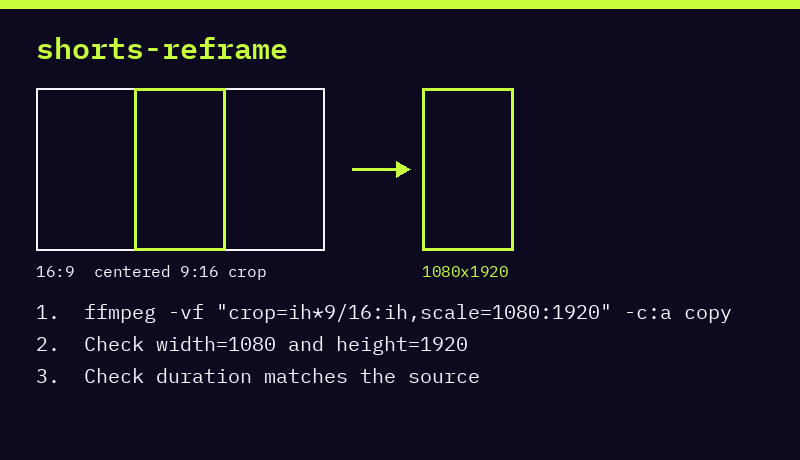 shorts-reframe
16:9  centered 9:16 crop
1080x1920
1.  ffmpeg -vf "crop=ih*9/16:ih,scale=1080:1920" -c:a copy
2.  Check width=1080 and height=1920
3.  Check duration matches the source